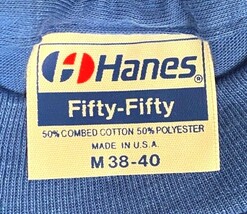 Hanes®
Fifty-Fifty
50% COMBED COTTON 50% POLYESTER
MADE IN U.S.A.
M 38-40